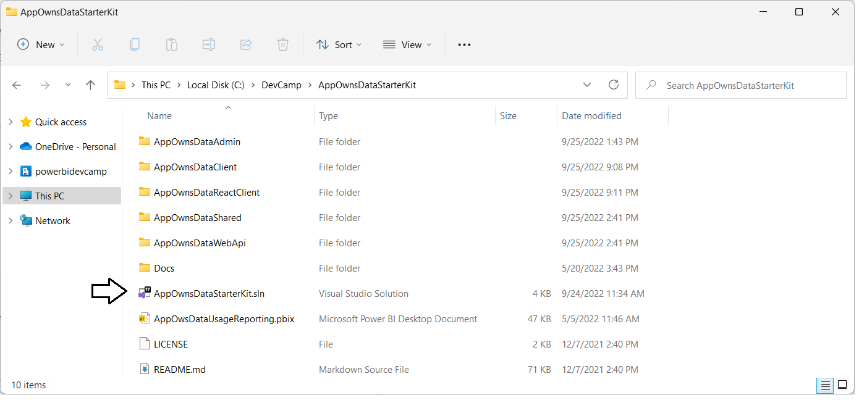 AppOwnsDataStarterKit
New Sort View
This PC Local Disk (C:) DevCamp AppOwnsDataStarterKit Search AppOwnsDataStarterKit
Name Type Size Date modified
Quick access
OneDrive - Personal
powerbidevcamp
This PC
Network
AppOwnsDataAdmin File folder 9/25/2022 1:43 PM
AppOwnsDataClient File folder 9/25/2022 9:08 PM
AppOwnsDataReactClient File folder 9/25/2022 9:11 PM
AppOwnsDataShared File folder 9/25/2022 2:41 PM
AppOwnsDataWebApi File folder 9/25/2022 2:41 PM
Docs File folder 5/20/2022 3:43 PM
AppOwnsDataStarterKit.sln Visual Studio Solution 4 KB 9/24/2022 11:34 AM
AppOwsDataUsageReporting.pbix Microsoft Power BI Desktop Document 47 KB 5/5/2022 11:46 AM
LICENSE File 2 KB 12/7/2021 2:40 PM
README.md Markdown Source File 71 KB 12/7/2021 2:40 PM
10 items